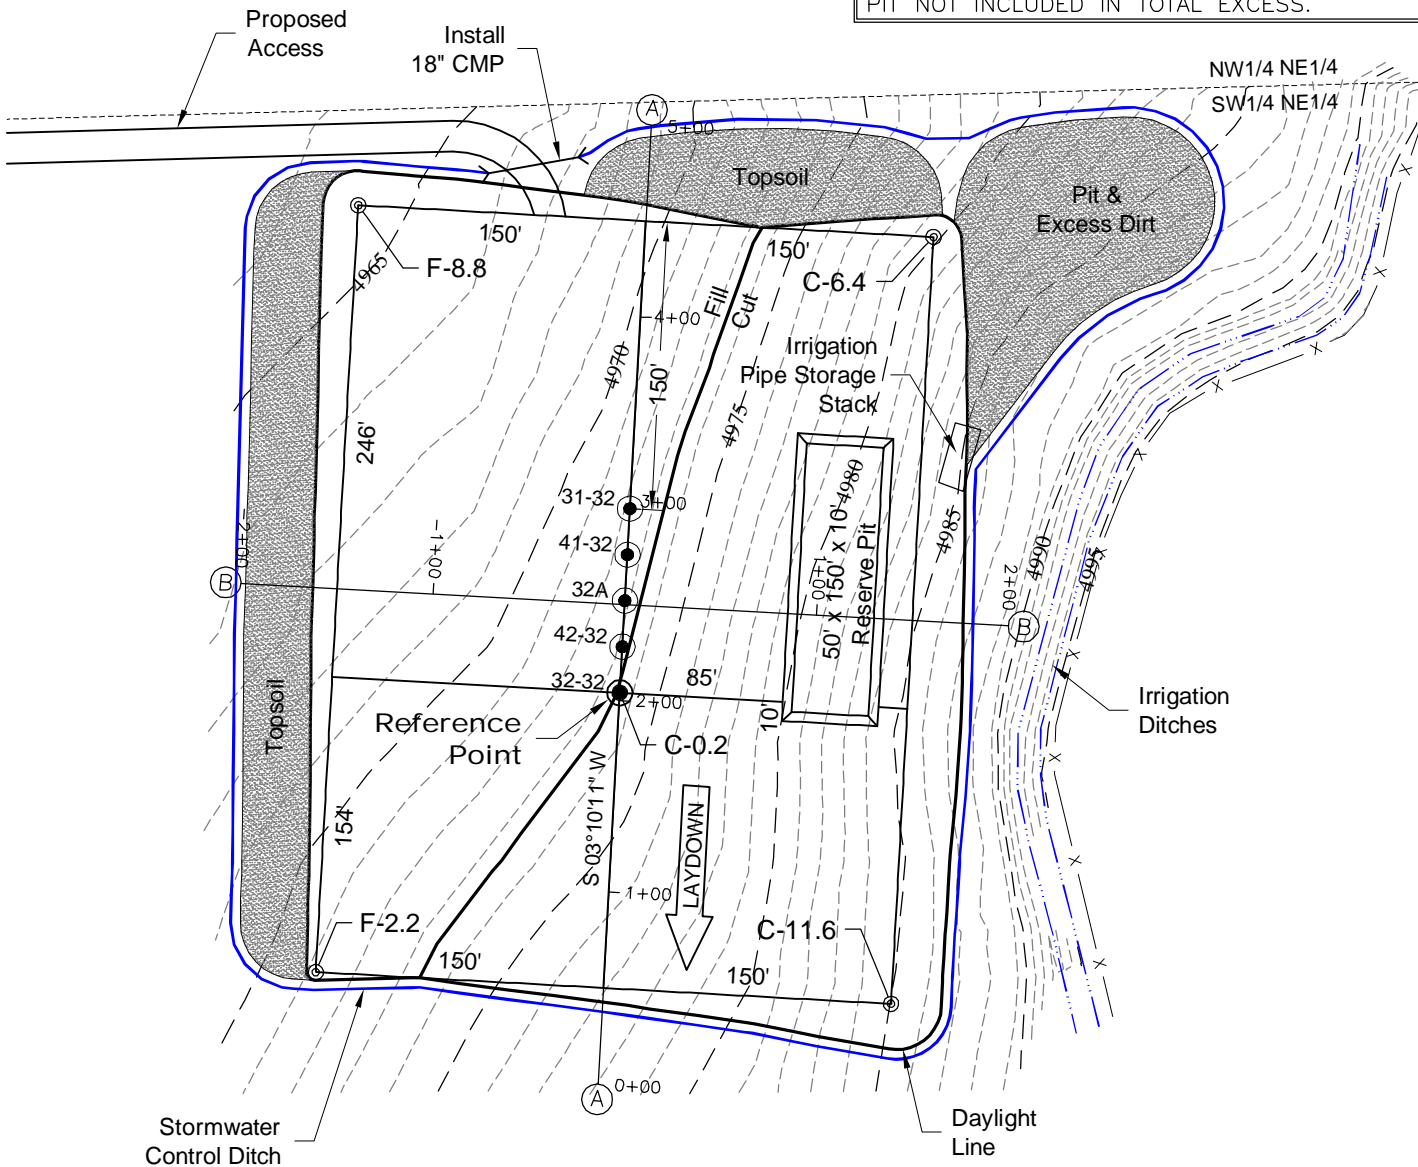 PIT NOT INCLUDED IN TOTAL EXCESS.
Proposed
Access
Install
18" CMP
NW1/4 NE1/4
SW1/4 NE1/4
A
5+00
Topsoil
Pit &
Excess Dirt
150'
150'
F-8.8
C-6.4
4965
Fill
Cut
4+00
150'
4970
4975
Irrigation
Pipe Storage
Stack
246'
4980
4985
31-32
3+00
41-32
32A
42-32
32-32
2+00
-2+00
-1+00
1+00
2+00
B
B
50' x 150' x 10'
Reserve Pit
4990
4995
85'
10'
Reference
Point
C-0.2
Irrigation
Ditches
Topsoil
154'
S 03°10'11" W
LAYDOWN
1+00
F-2.2
C-11.6
150'
150'
A
0+00
Stormwater
Control Ditch
Daylight
Line
X
X
X
X
X
X
X
X
X
X